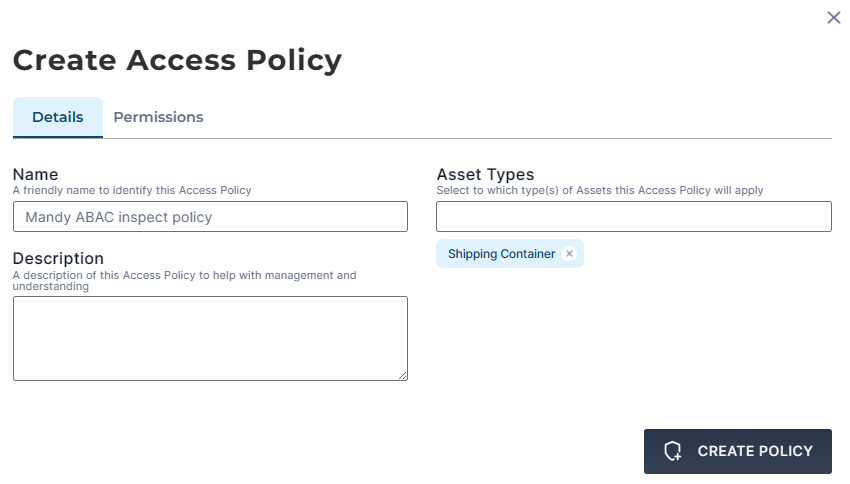 Create Access Policy
Details
Permissions
Name
A friendly name to identify this Access Policy
Mandy ABAC inspect policy
Description
A description of this Access Policy to help with management and
understanding
Asset Types
Select to which type(s) of Assets this Access Policy will apply
Shipping Container
CREATE POLICY